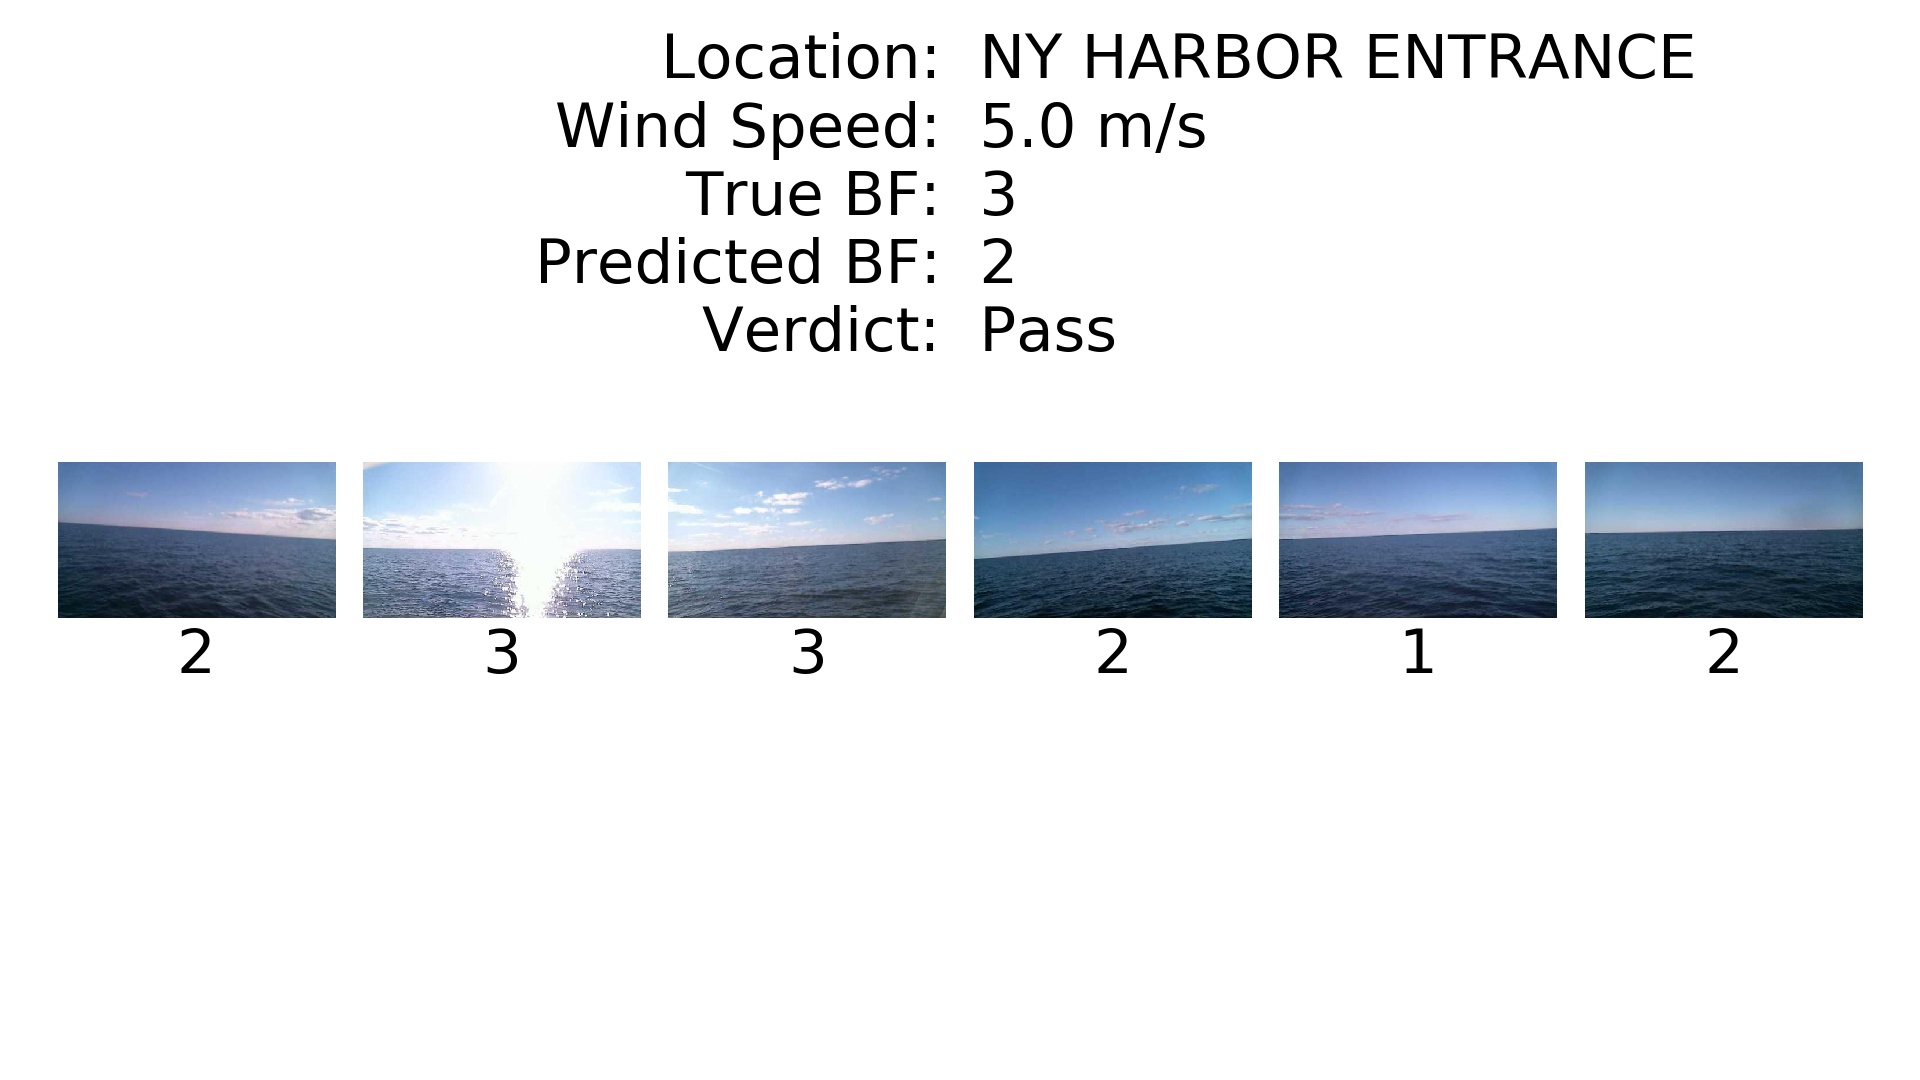 Location: NY HARBOR ENTRANCE
Wind Speed: 5.0 m/s
True BF: 3
Predicted BF: 2
Verdict: Pass
2 3 3 2 1 2